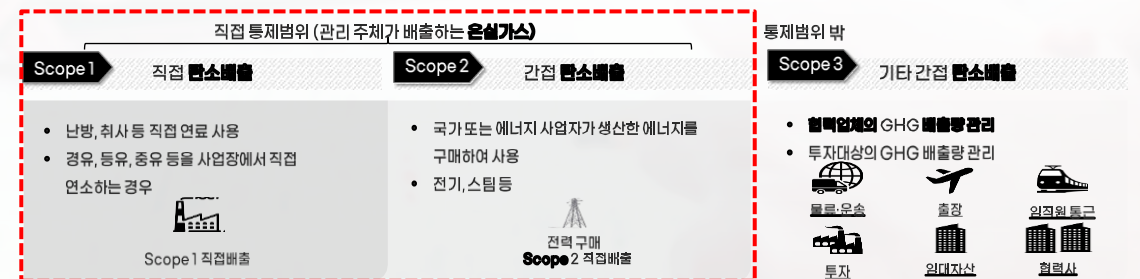 직접 통제범위 (관리 주체가 배출하는 온실가스)
통제범위 밖
Scope 1
직접 탄소배출
Scope 2
간접 탄소배출
Scope 3
기타 간접 탄소배출
• 난방, 취사 등 직접 연료 사용
• 경유, 등유, 중유 등을 사업장에서 직접
연소하는 경우
Scope 1 직접배출
• 국가 또는 에너지 사업자가 생산한 에너지를
구매하여 사용
• 전기, 스팀 등
전력 구매
Scope 2 직접배출
• 협력업체의 GHG 배출량 관리
• 투자대상의 GHG 배출량 관리
물류·운송
출장
임직원 통근
투자
임대자산
협력사